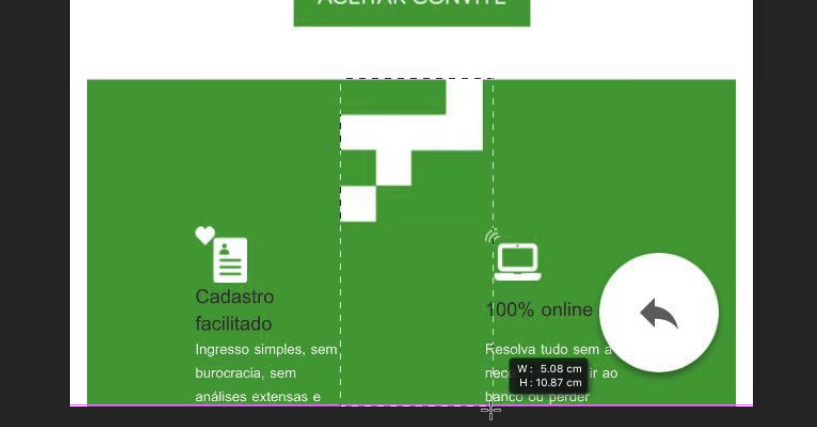 ACEITAR CONVITE
Cadastro
facilitado
Ingresso simples, sem
burocracia, sem
análises extensas e
100% online
Resolva tudo sem a
nec ir ao
banco ou perder
W : 5.08 cm
H : 10.87 cm